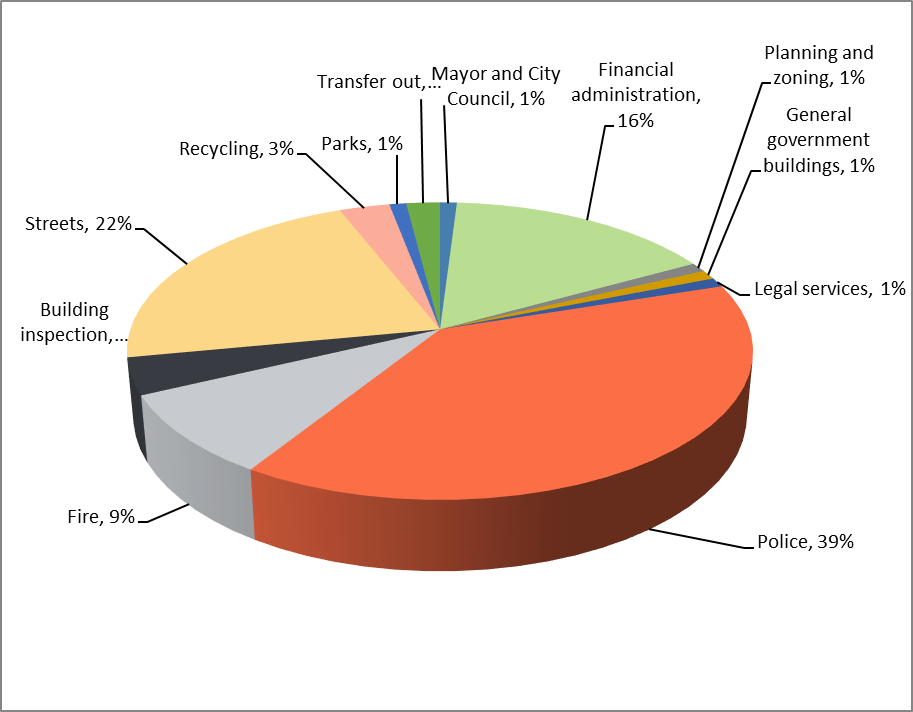 Planning and
zoning, 1%
Financial
administration,
16%
Mayor and City
Council, 1%
Transfer out,...
General
government
buildings, 1%
Parks, 1%
Recycling, 3%
Streets, 22%
Legal services, 1%
Building
inspection,...
Fire, 9%
Police, 39%